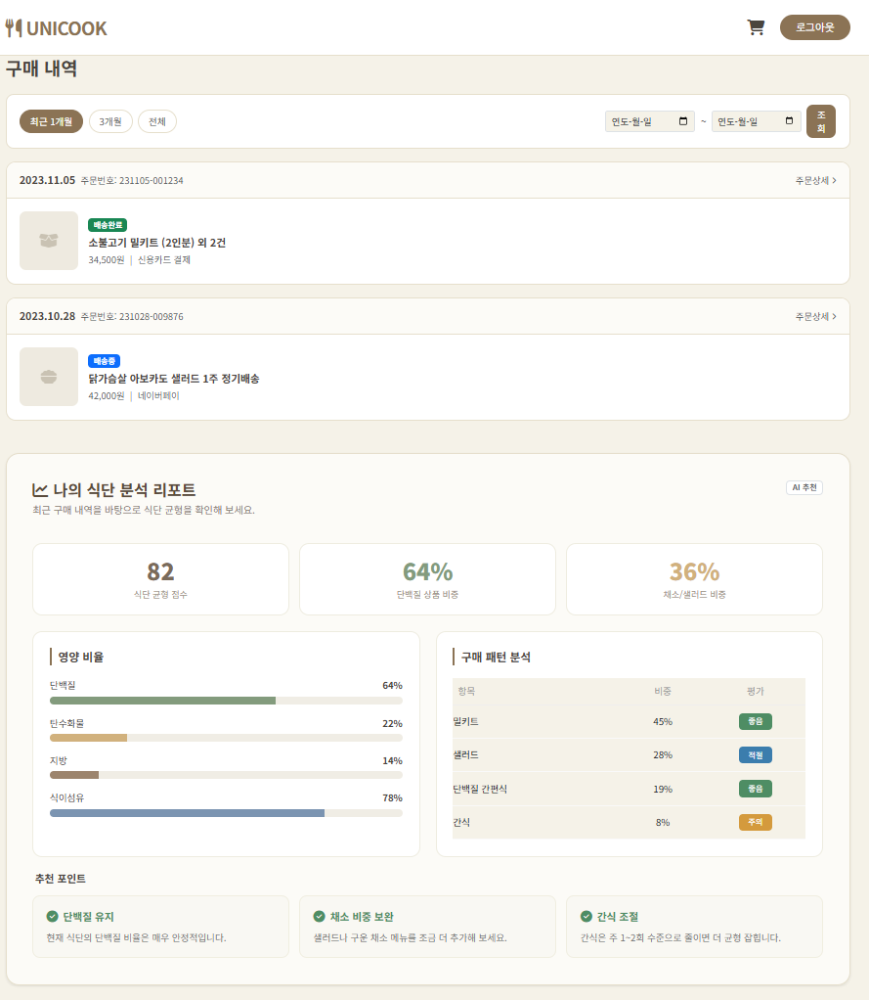 UNICOOK
로그아웃
구매 내역
최근 1개월 3개월 전체 연도-월-일 ~ 연도-월-일 조회
2023.11.05 주문번호: 231105-001234 주문상세
배송완료
소불고기 밀키트 (2인분) 외 2건
34,500원 | 신용카드 결제
2023.10.28 주문번호: 231028-009876 주문상세
배송중
닭가슴살 아보카도 샐러드 1주 정기배송
42,000원 | 네이버페이
나의 식단 분석 리포트 AI 추천
최근 구매 내역을 바탕으로 식단 균형을 확인해 보세요.
82 64% 36%
식단 균형 점수 단백질 상품 비중 채소/샐러드 비중
영양 비율
단백질 64%
탄수화물 22%
지방 14%
식이섬유 78%
구매 패턴 분석
항목 비중 평가
밀키트 45% 좋음
샐러드 28% 적절
단백질 간편식 19% 좋음
간식 8% 주의
추천 포인트
단백질 유지
현재 식단의 단백질 비율은 매우 안정적입니다.
채소 비중 보완
샐러드나 구운 채소 메뉴를 조금 더 추가해 보세요.
간식 조절
간식은 주 1~2회 수준으로 줄이면 더 균형 잡힙니다.